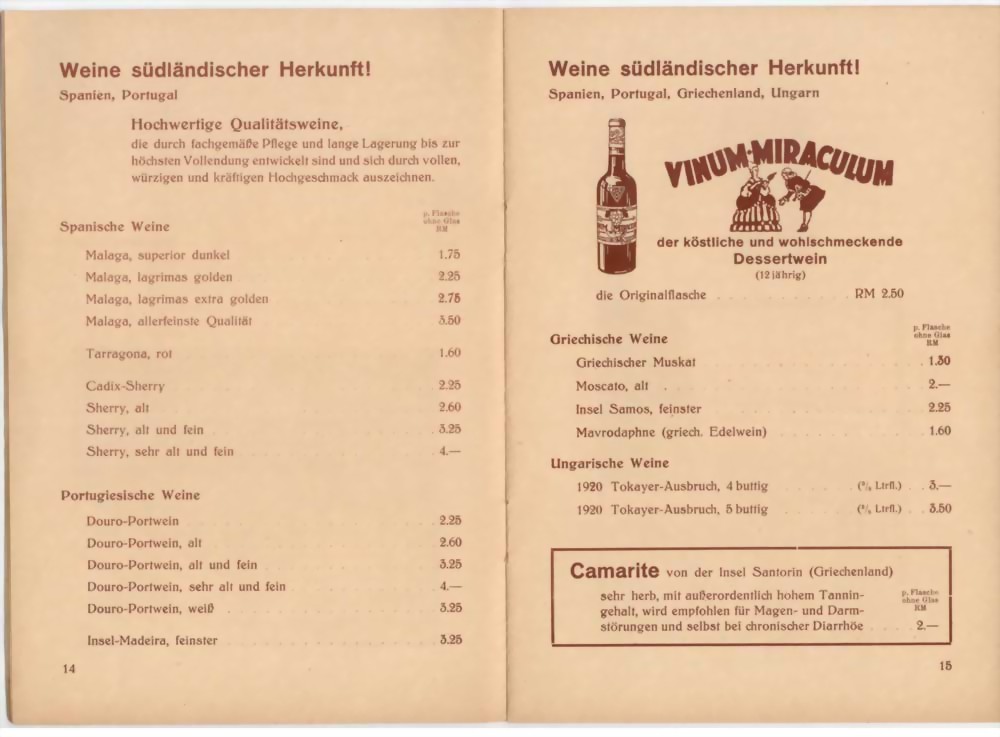 Weine südländischer Herkunft!
Spanien, Portugal
Hochwertige Qualitätsweine,
die durch fachgemäße Pflege und lange Lagerung bis zur
höchsten Vollendung entwickelt sind und sich durch vollen,
würzigen und kräftigen Hochgeschmack auszeichnen.
p. Flasche
ohne Glas
RM
Spanische Weine
Malaga, superior dunkel 1.75
Malaga, lagrimas golden 2.25
Malaga, lagrimas extra golden 2.75
Malaga, allerfeinste Qualität 3.50
Tarragona, rot 1.60
Cadix-Sherry 2.25
Sherry, alt 2.60
Sherry, alt und fein 3.25
Sherry, sehr alt und fein 4.—
Portugiesische Weine
Douro-Portwein 2.25
Douro-Portwein, alt 2.60
Douro-Portwein, alt und fein 3.25
Douro-Portwein, sehr alt und fein 4.—
Douro-Portwein, weiß 3.25
Insel-Madeira, feinster 3.25
14
Weine südländischer Herkunft!
Spanien, Portugal, Griechenland, Ungarn
VINUM-MIRACULUM
der köstliche und wohlschmeckende
Dessertwein
(12 jährig)
die Originalflasche RM 2.50
p. Flasche
ohne Glas
RM
Griechische Weine
Griechischer Muskat 1.30
Moscato, alt 2.—
Insel Samos, feinster 2.25
Mavrodaphne (griech. Edelwein) 1.60
Ungarische Weine
1920 Tokayer-Ausbruch, 4 buttig Ltrfl.) 3.—
1920 Tokayer-Ausbruch, 5 buttig Ltrfl.) 3.50
Camarite von der Insel Santorin (Griechenland)
sehr herb, mit außerordentlich hohem Tannin-
gehalt, wird empfohlen für Magen- und Darm-
störungen und selbst bei chronischer Diarrhöe 2.—
p. Flasche
ohne Glas
RM
15